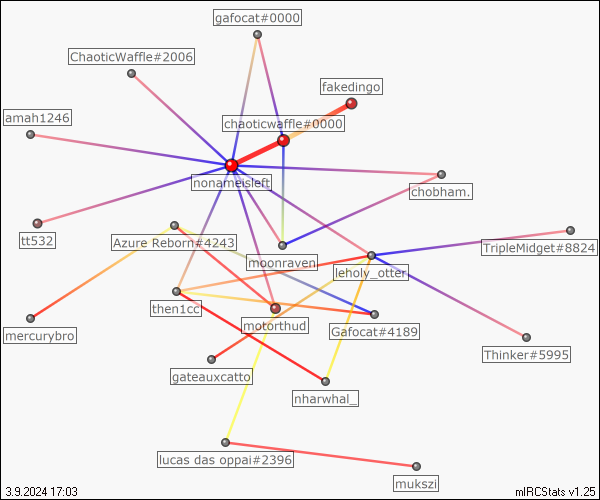 gafocat#0000
ChaoticWaffle#2006
fakedingo
amah1246
chaoticwaffle#0000
nonameisleft
chobham.
tt532
Azure Reborn#4243
TripleMidget#8824
moonraven
leholy_otter
then1cc
motorthud
Gafocat#4189
mercurybro
Thinker#5995
gateauxcatto
nharwhal_
lucas das oppai#2396
mukszi
3.9.2024 17:03
mIRCStats v1.25